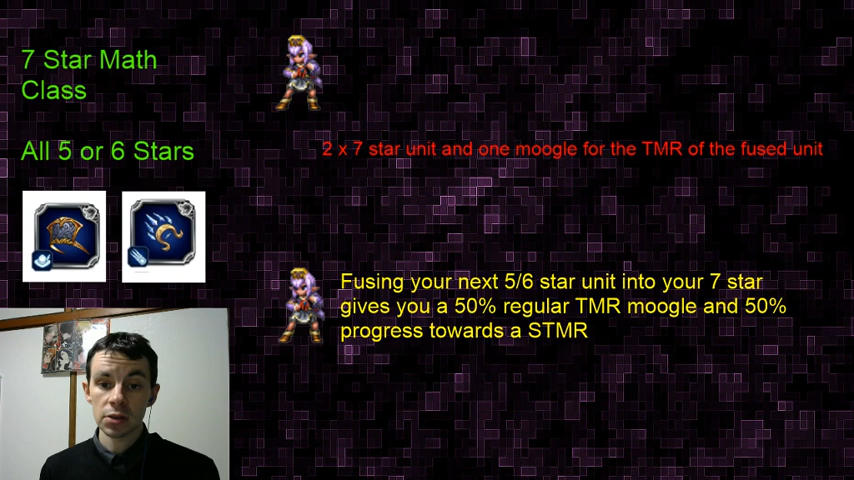 7 Star Math
Class
All 5 or 6 Stars
2 x 7 star unit and one moogle for the TMR of the fused unit
Fusing your next 5/6 star unit into your 7 star
gives you a 50% regular TMR moogle and 50%
progress towards a STMR